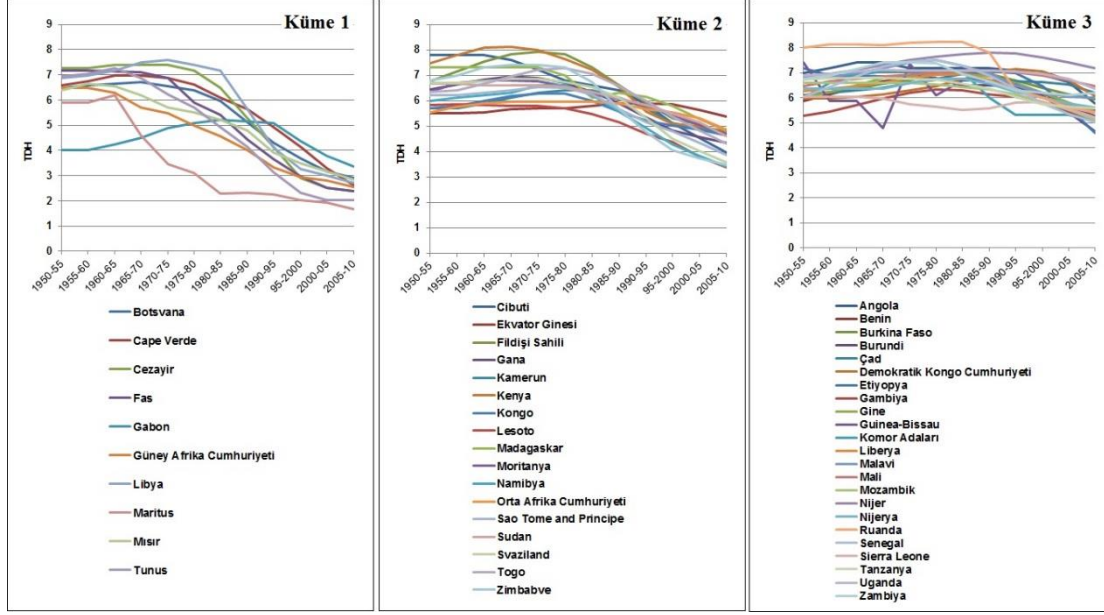 Küme 1
9
8
7
6
5
4
3
2
1
0
TDH
1950-55
1955-60
1960-65
1965-70
1970-75
1975-80
1980-85
1985-90
1990-95
95-2000
2000-05
2005-10
Botsvana
Cape Verde
Cezayir
Fas
Gabon
Güney Afrika Cumhuriyeti
Libya
Maritus
Mısır
Tunus
Küme 2
9
8
7
6
5
4
3
2
1
0
TDH
1950-55
1955-60
1960-65
1965-70
1970-75
1975-80
1980-85
1985-90
1990-95
95-2000
2000-05
2005-10
Cibuti
Ekvator Ginesi
Fildişi Sahili
Gana
Kamerun
Kenya
Kongo
Lesoto
Madagaskar
Moritanya
Namibya
Orta Afrika Cumhuriyeti
Sao Tome and Principe
Sudan
Svaziland
Togo
Zimbabve
Küme 3
9
8
7
6
5
4
3
2
1
0
TDH
1950-55
1955-60
1960-65
1965-70
1970-75
1975-80
1980-85
1985-90
1990-95
95-2000
2000-05
2005-10
Angola
Benin
Burkina Faso
Burundi
Çad
Demokratik Kongo Cumhuriyeti
Etiyopya
Gambiya
Gine
Guinea-Bissau
Komor Adaları
Liberya
Malavi
Mali
Mozambik
Nijer
Nijerya
Ruanda
Senegal
Sierra Leone
Tanzanya
Uganda
Zambiya